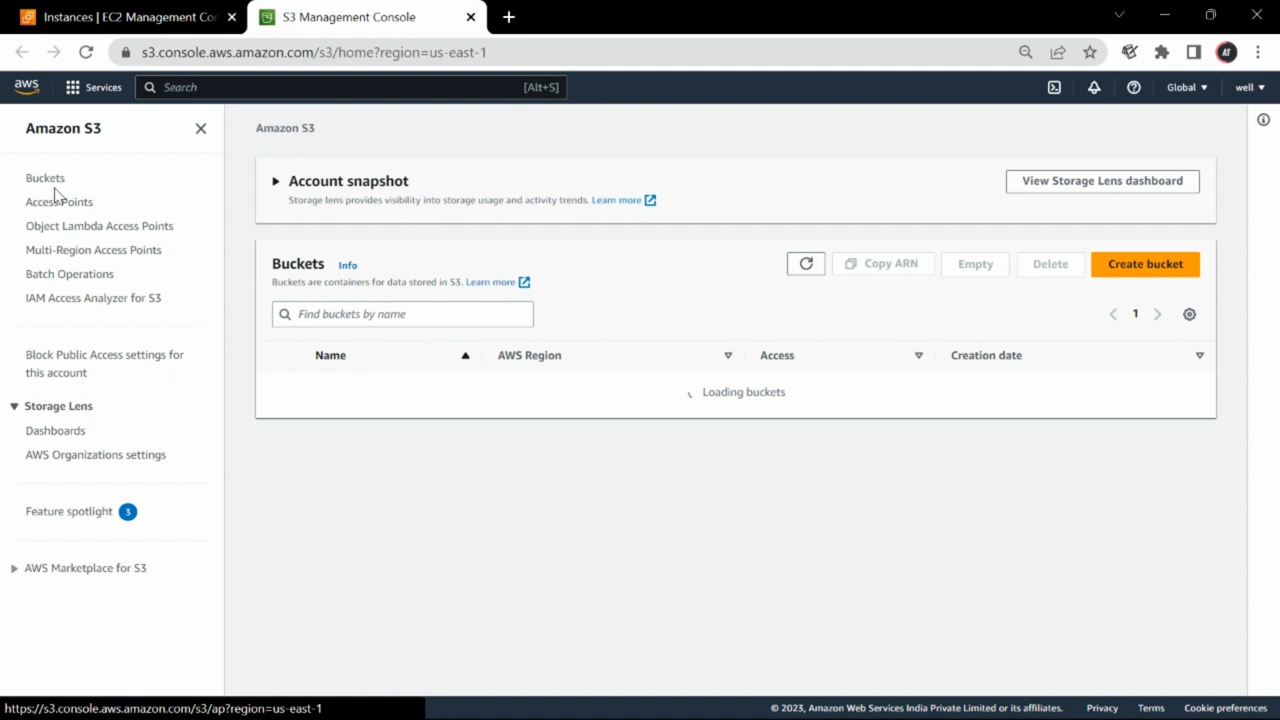 Instances | EC2 Management Con
S3 Management Console
s3.console.aws.amazon.com/s3/home?region=us-east-1
AS
aws
Services
Search
[Alt+S]
Global
well
Amazon S3
Buckets
Access Points
Object Lambda Access Points
Multi-Region Access Points
Batch Operations
IAM Access Analyzer for S3
Block Public Access settings for
this account
Storage Lens
Dashboards
AWS Organizations settings
Feature spotlight 3
AWS Marketplace for S3
Amazon S3
Account snapshot
View Storage Lens dashboard
Storage lens provides visibility into storage usage and activity trends. Learn more
Buckets Info
Copy ARN
Empty
Delete
Create bucket
Buckets are containers for data stored in S3. Learn more
Find buckets by name
1
Name
AWS Region
Access
Creation date
Loading buckets
https://s3.console.aws.amazon.com/s3/ap?region=us-east-1
© 2023, Amazon Web Services India Private Limited or its affiliates.
Privacy
Terms
Cookie preferences